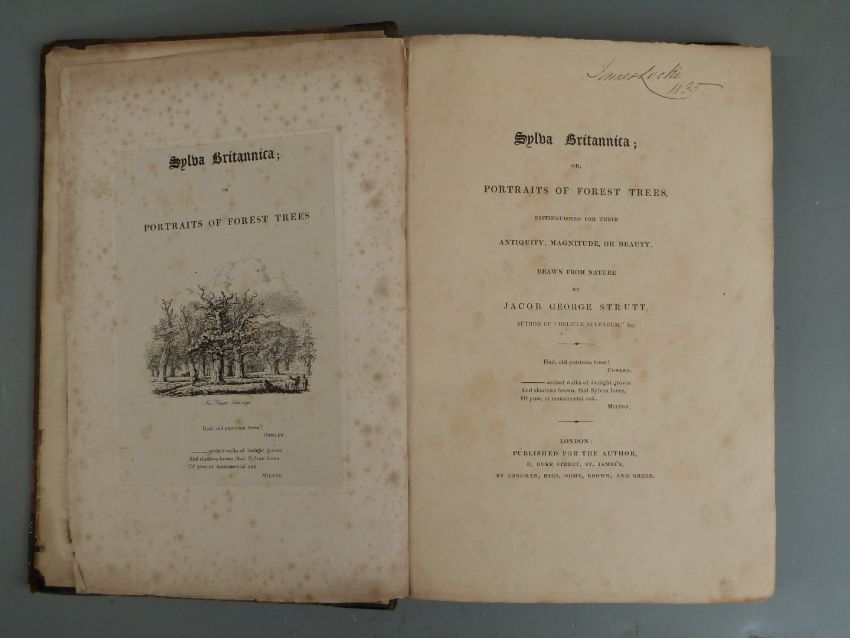 Sylva Britannica;
OR
PORTRAITS OF FOREST TREES
Hail, old patrician trees!
COWLEY.
arched walks of twilight groves
And shadows brown, that Sylvan loves
Of pine, or monumental oak
MILTON.
James Locke
1835
Sylva Britannica;
OR,
PORTRAITS OF FOREST TREES,
DISTINGUISHED FOR THEIR
ANTIQUITY, MAGNITUDE, OR BEAUTY.
DRAWN FROM NATURE
BY
JACOB GEORGE STRUTT,
AUTHOR OF "DELICIÆ SYLVARUM," &c.
Hail, old patrician trees!
COWLEY.
arched walks of twilight groves
And shadows brown, that Sylvan loves,
Of pine, or monumental oak.
MILTON.
LONDON:
PUBLISHED FOR THE AUTHOR,
DUKE STREET, ST. JAMES'S,
BY LONGMAN, REES, ORME, BROWN, AND GREEN.